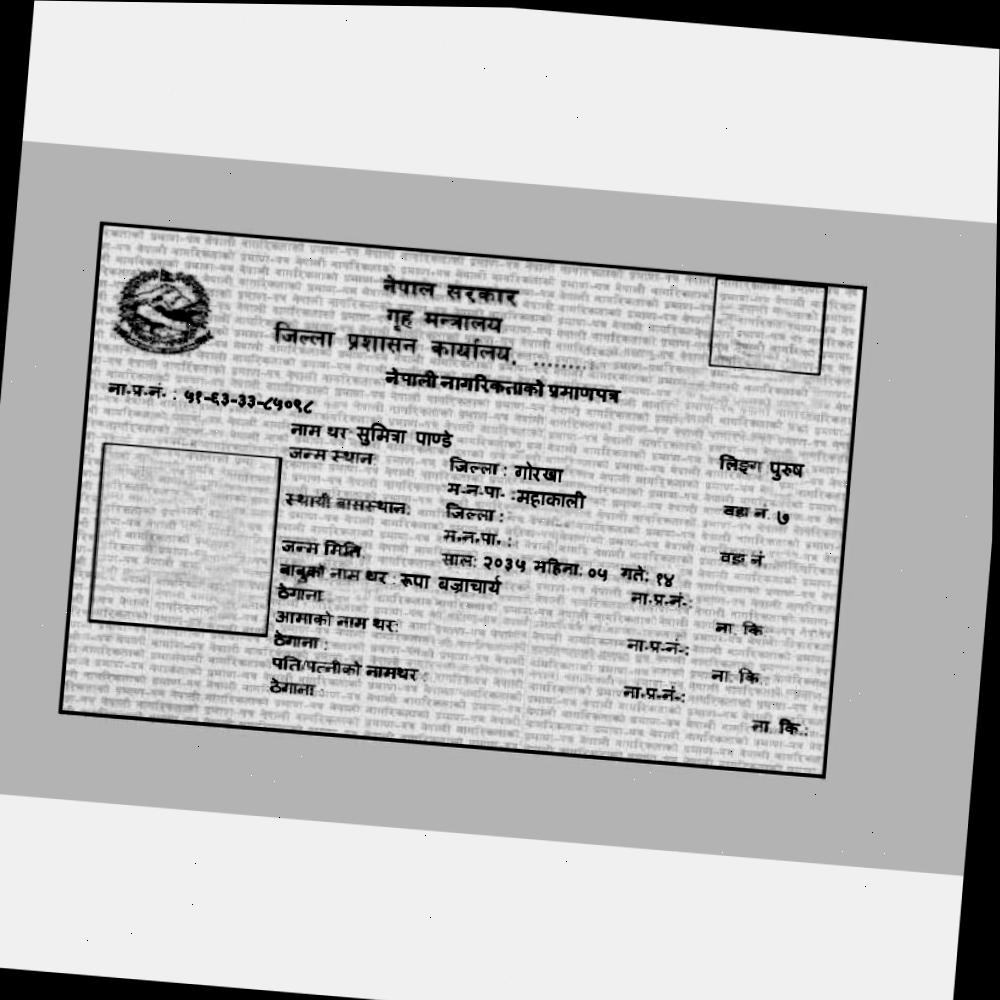 नेपाल सरकार
गृह मन्त्रालय
जिल्ला प्रशासन कार्यालय, ........
नेपाली नागरिकताको प्रमाणपत्र
ना.प्र.नं. : ५१-६३-३३-८५०९८
नाम थर: सुमित्रा पाण्डे लिङ्ग पुरुष
जन्म स्थान: जिल्ला : गोरखा
म.न.पा. :महाकाली वडा नं. ७
स्थायी बासस्थान: जिल्ला :
म.न.पा. : वडा नं
जन्म मिति: साल: २०३५ महिना: ०५ गते: १४
बाबुको नाम थर : रूपा बज्राचार्य ना.प्र.नं.:
ठेगाना: ना. कि
आमाको नाम थर: ना.प्र.नं.:
ठेगाना : ना. कि.:
पति/पत्नीको नामथर : ना.प्र.नं.:
ठेगाना : ना. कि.: